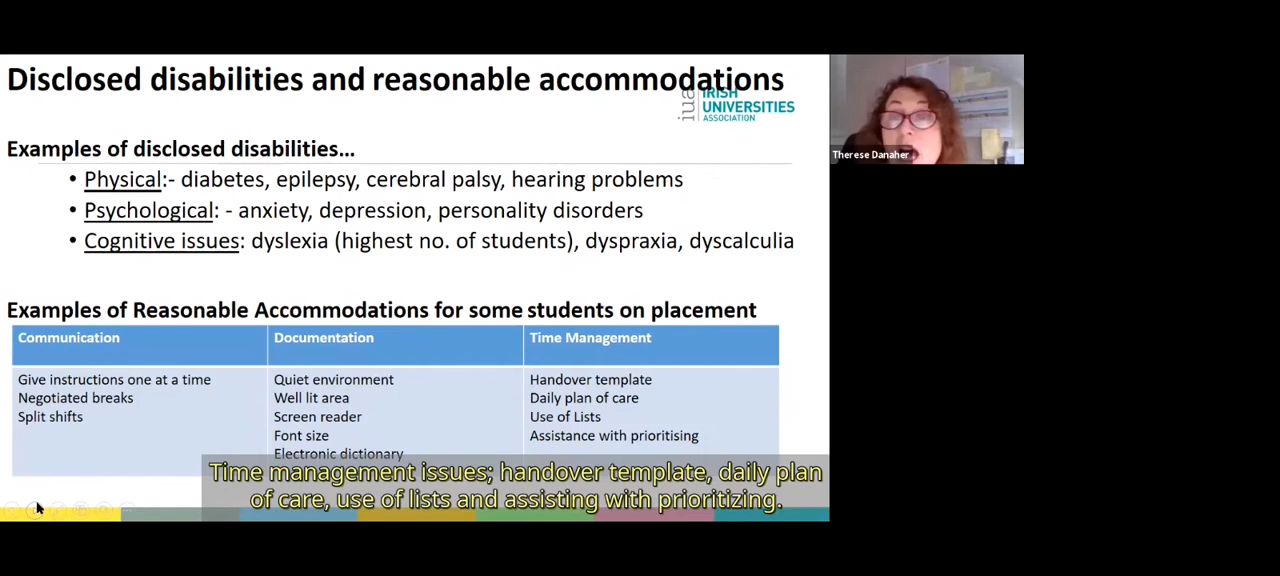 Disclosed disabilities and reasonable accommodations
iua
IRISH
UNIVERSITIES
ASSOCIATION
Therese Danaher
Examples of disclosed disabilities…
• Physical:- diabetes, epilepsy, cerebral palsy, hearing problems
• Psychological: - anxiety, depression, personality disorders
• Cognitive issues: dyslexia (highest no. of students), dyspraxia, dyscalculia
Examples of Reasonable Accommodations for some students on placement
Communication
Give instructions one at a time
Negotiated breaks
Split shifts
Documentation
Quiet environment
Well lit area
Screen reader
Font size
Electronic dictionary
Time Management
Handover template
Daily plan of care
Use of Lists
Assistance with prioritising
Time management issues; handover template, daily plan
of care, use of lists and assisting with prioritizing.